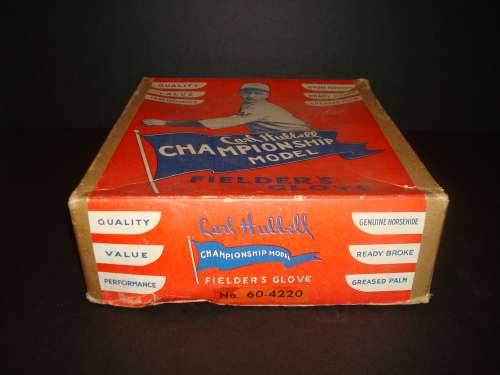 QUALITY
VALUE
PERFORMANCE
Carl Hubbell
CHAMPIONSHIP
MODEL
FIELDER'S
GLOVE
QUALITY
VALUE
PERFORMANCE
Carl Hubbell
CHAMPIONSHIP MODEL
FIELDER'S GLOVE
No. 60-4220
GENUINE HORSEHIDE
READY BROKE
GREASED PALM